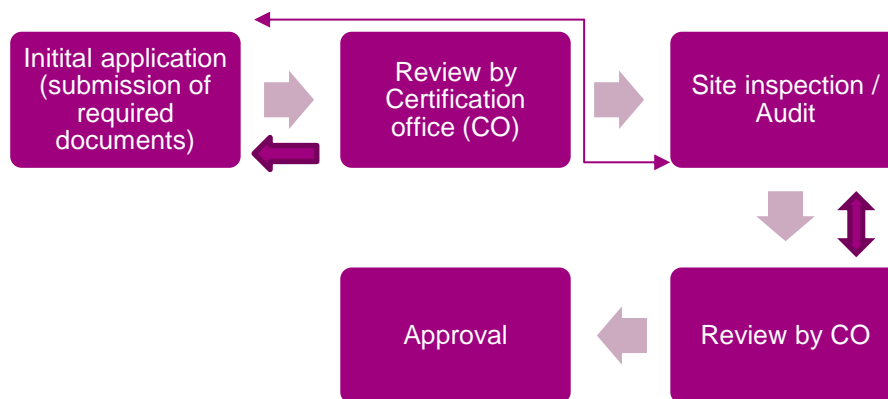 Initital application
(submission of
required
documents)
Review by
Certification
office (CO)
Site inspection /
Audit
Approval
Review by CO